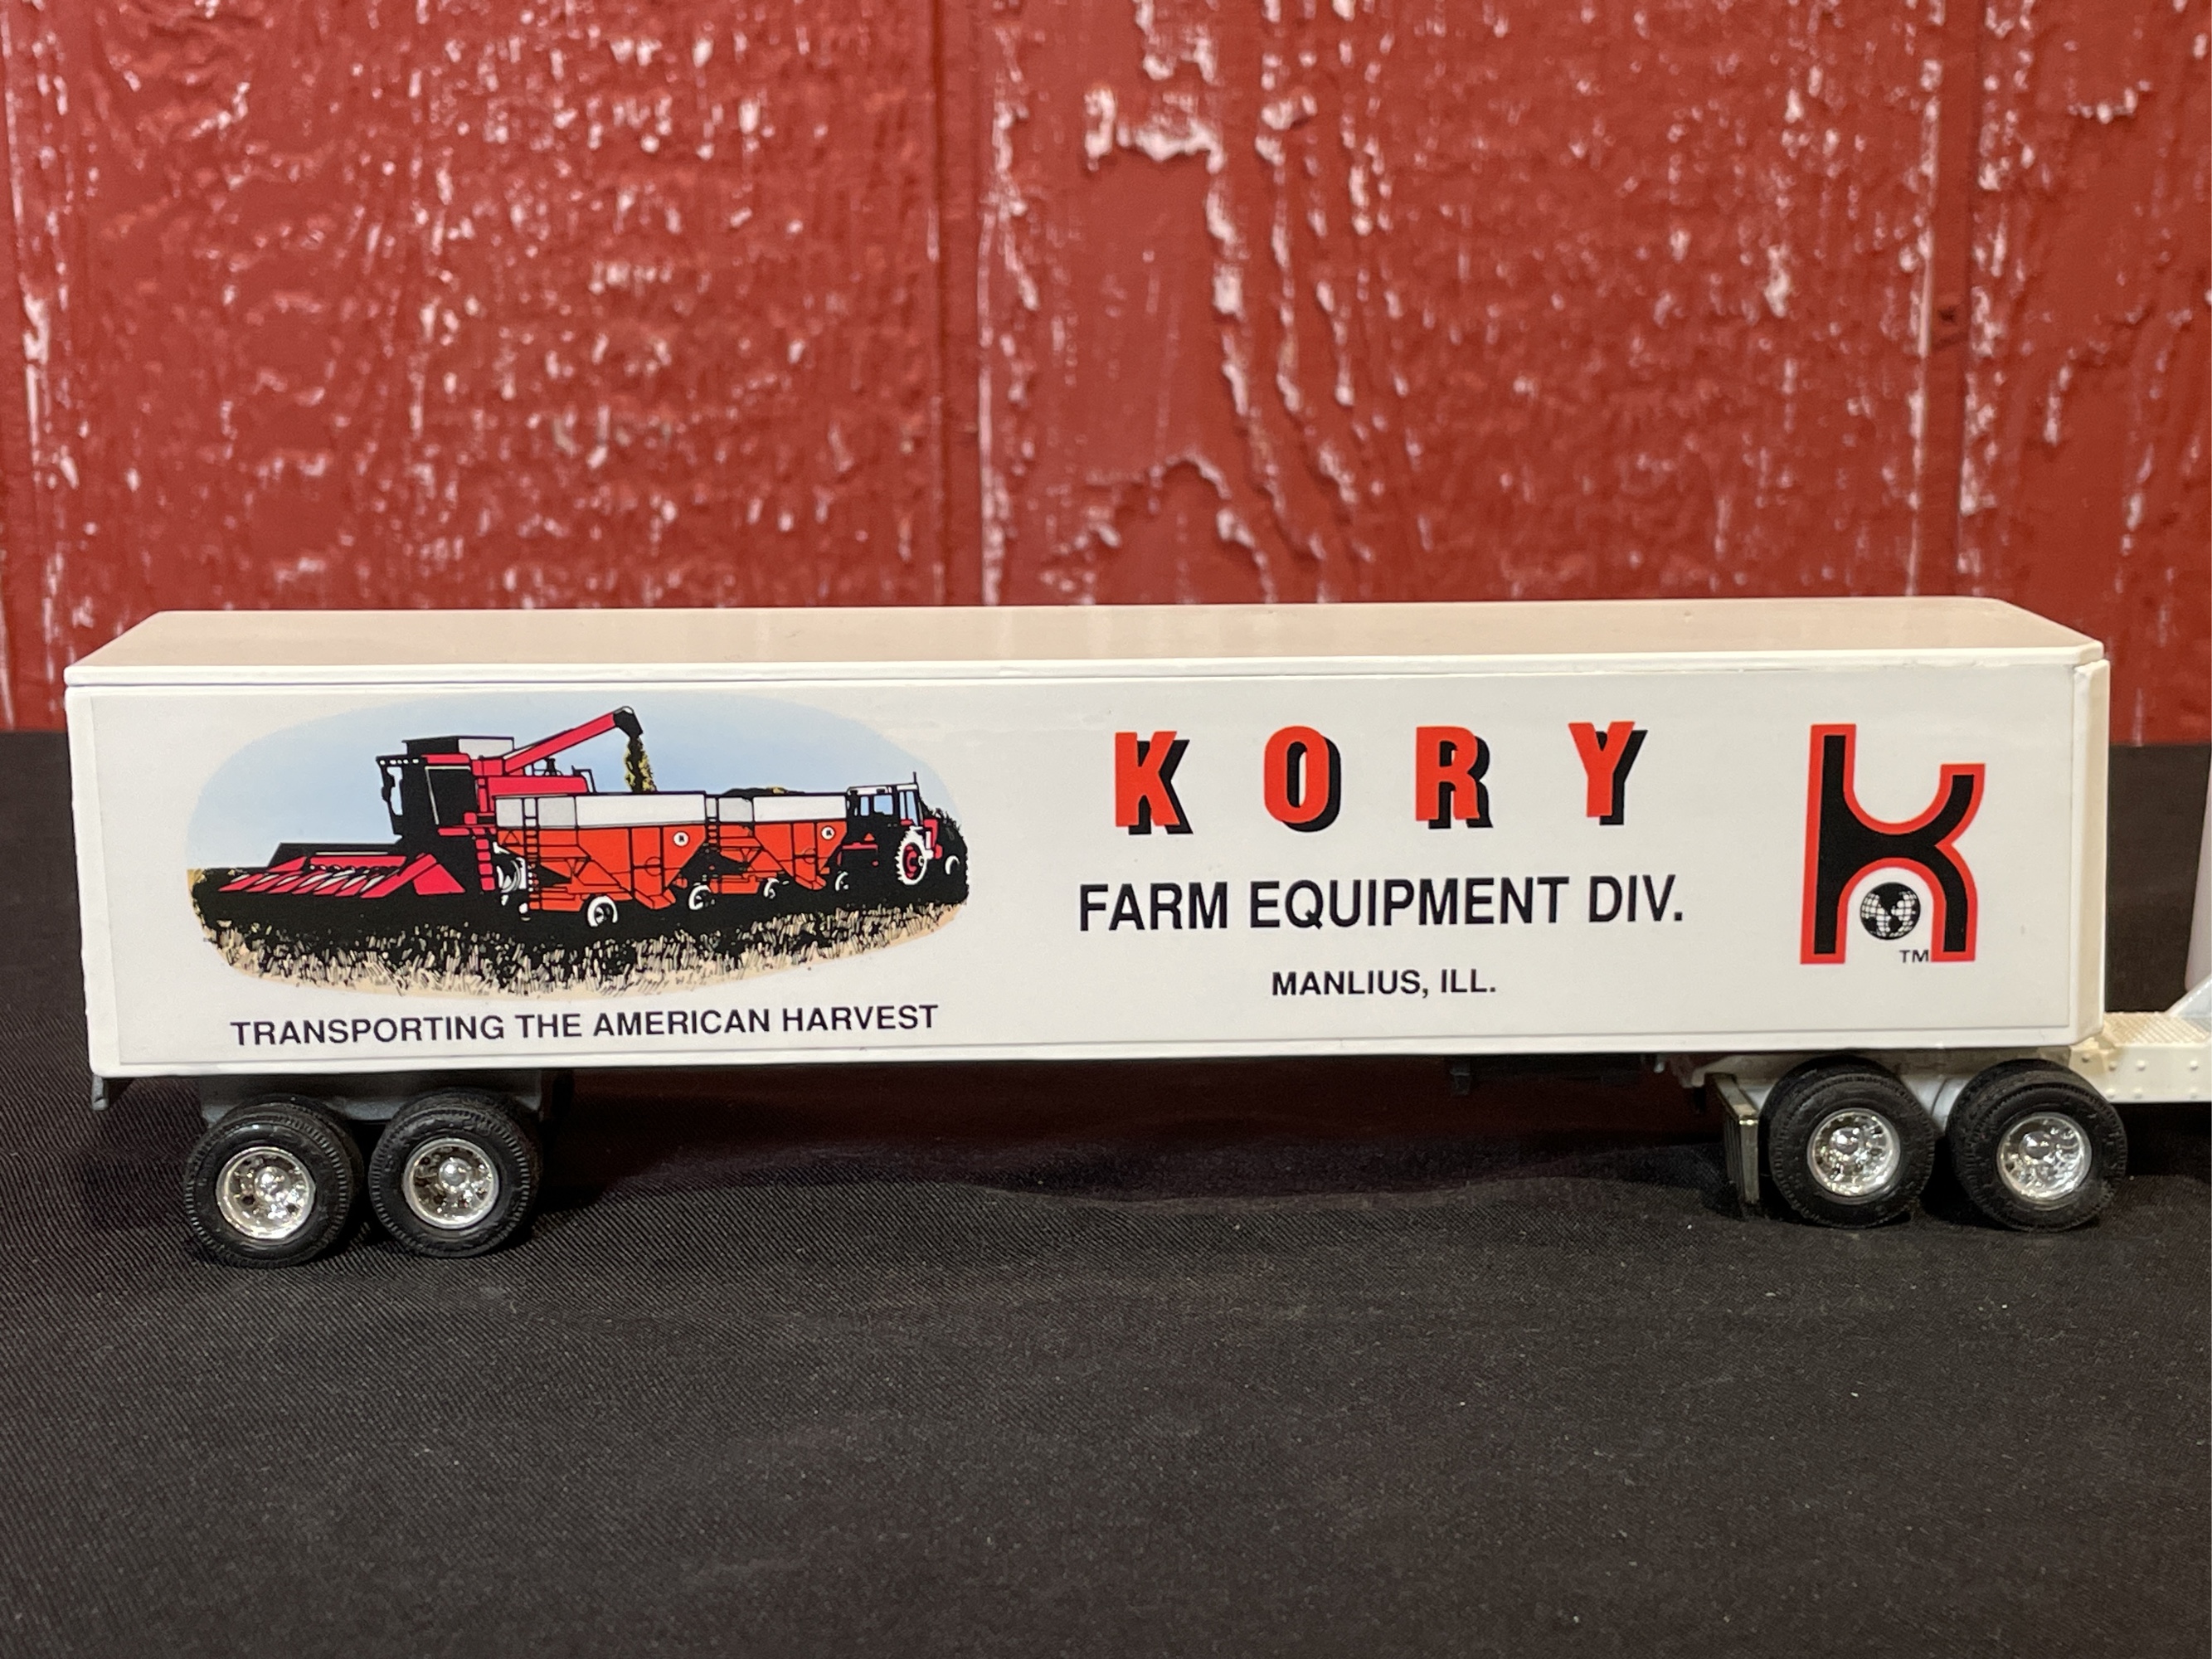 TRANSPORTING THE AMERICAN HARVEST
KORY
FARM EQUIPMENT DIV.
MANLIUS, ILL.
K
TM